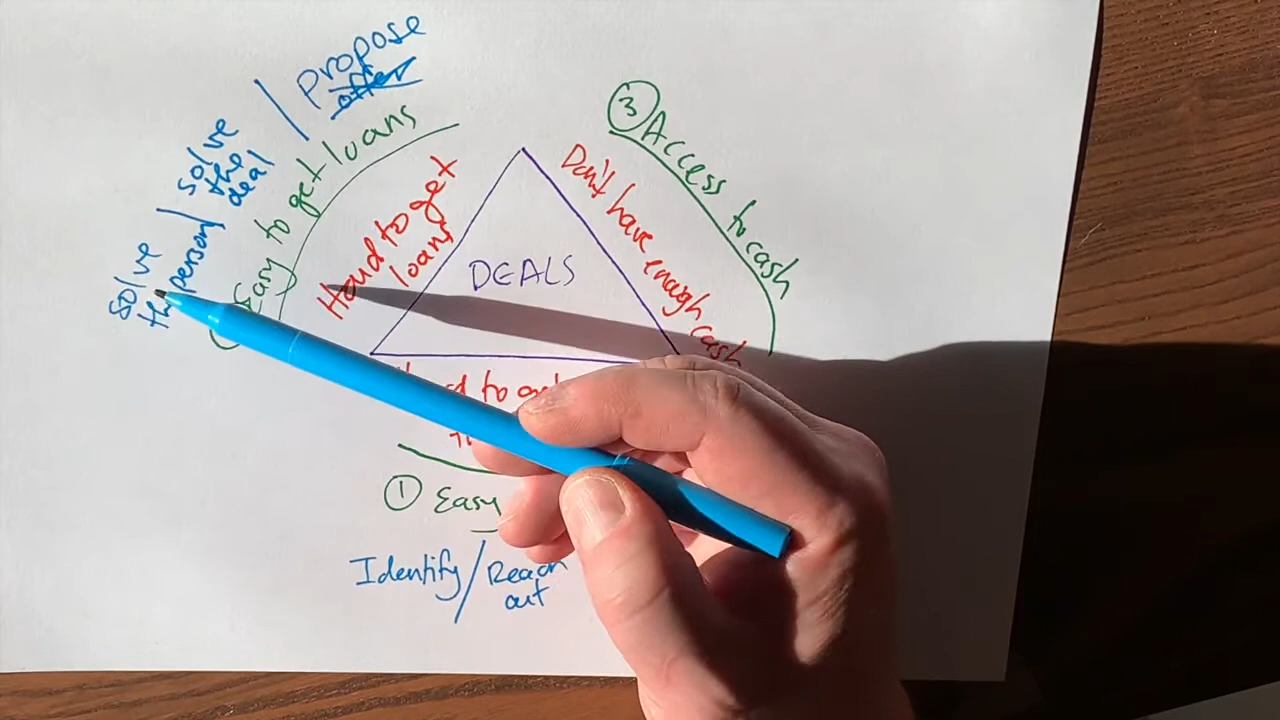 Propose
offer
solve
the
deal
solve
the person
Easy to get loans
Hard to get
loans
③ Access to cash
Don't have enough cash
DEALS
to
① Easy
Identify/Reach
out